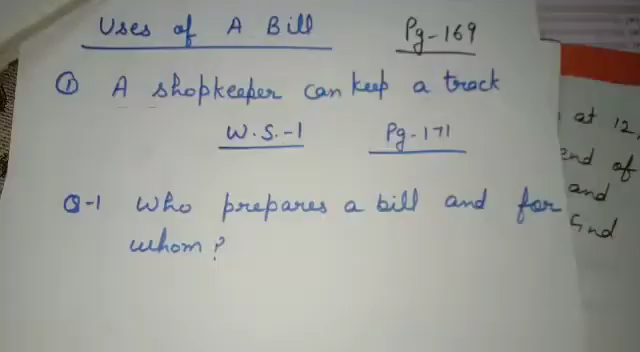 Uses of A Bill Pg-169
① A shopkeeper can keep a track
W.S.-1 Pg-171
Q-1 Who prepares a bill and for
whom?
at 12,
end of
and